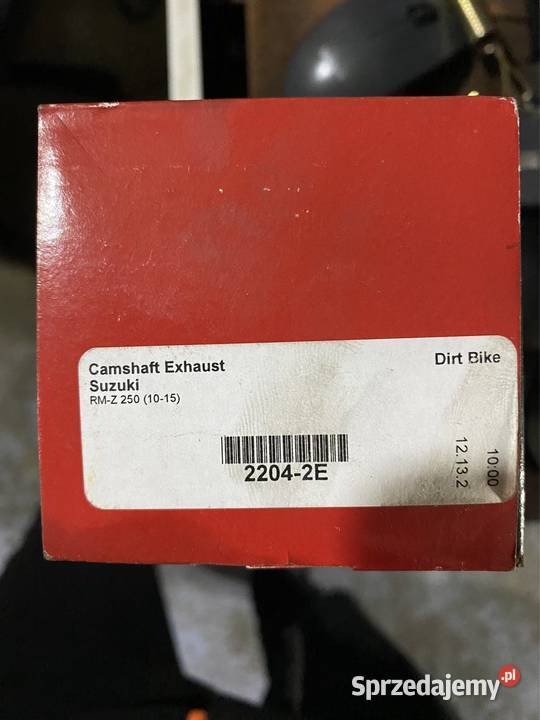 Camshaft Exhaust
Suzuki
RM-Z 250 (10-15)
Dirt Bike
2204-2E
12.13.2
10:00
Sprzedajemy.pl